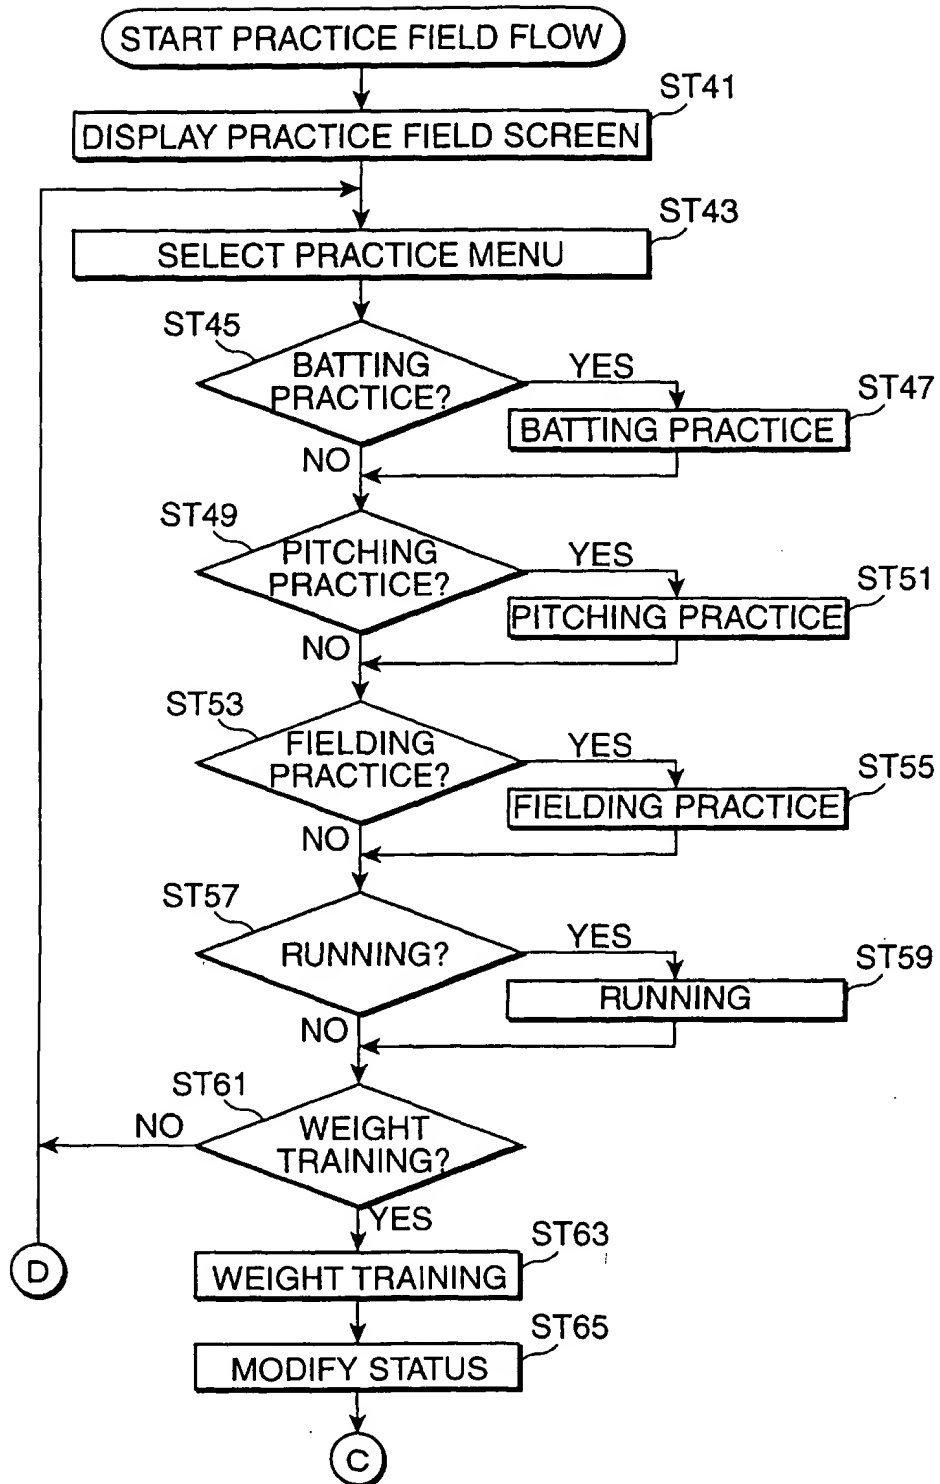 START PRACTICE FIELD FLOW
ST41
DISPLAY PRACTICE FIELD SCREEN
ST43
SELECT PRACTICE MENU
ST45
BATTING
PRACTICE?
YES
ST47
BATTING PRACTICE
NO
ST49
PITCHING
PRACTICE?
YES
ST51
PITCHING PRACTICE
NO
ST53
FIELDING
PRACTICE?
YES
ST55
FIELDING PRACTICE
NO
ST57
RUNNING?
YES
ST59
RUNNING
NO
ST61
NO
WEIGHT
TRAINING?
YES
D
ST63
WEIGHT TRAINING
ST65
MODIFY STATUS
C